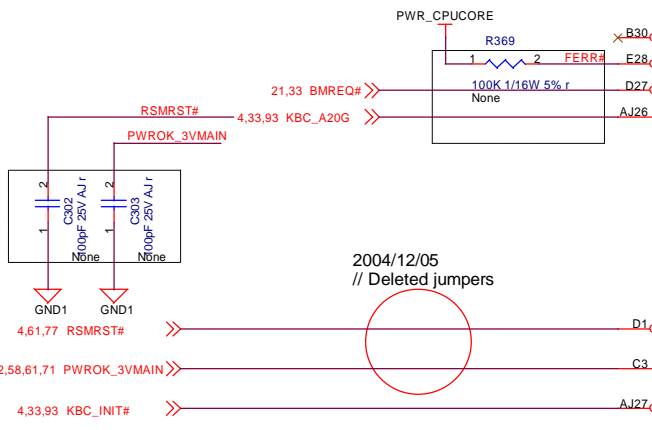 PWR_CPUCORE
R369
B30
1 2 FERR# E28
100K 1/16W 5% r
None
21,33 BMREQ# D27
RSMRST#
4,33,93 KBC_A20G AJ26
PWROK_3VMAIN
2 1 C302 100pF 25V AJ r None
2 1 C303 100pF 25V AJ r None
GND1 GND1
2004/12/05
// Deleted jumpers
4,61,77 RSMRST# D1
2,58,61,71 PWROK_3VMAIN C3
4,33,93 KBC_INIT# AJ27